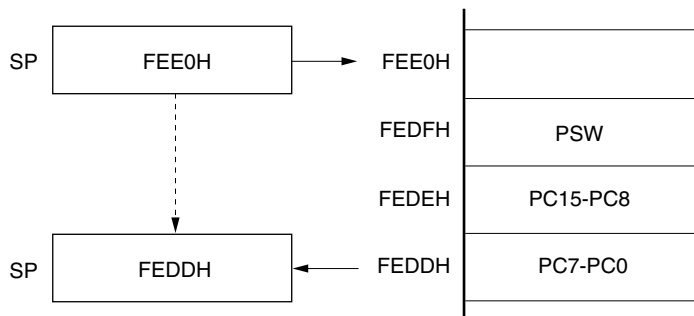 SP FEE0H FEE0H
FEDFH PSW
FEDEH PC15-PC8
SP FEDDH FEDDH PC7-PC0